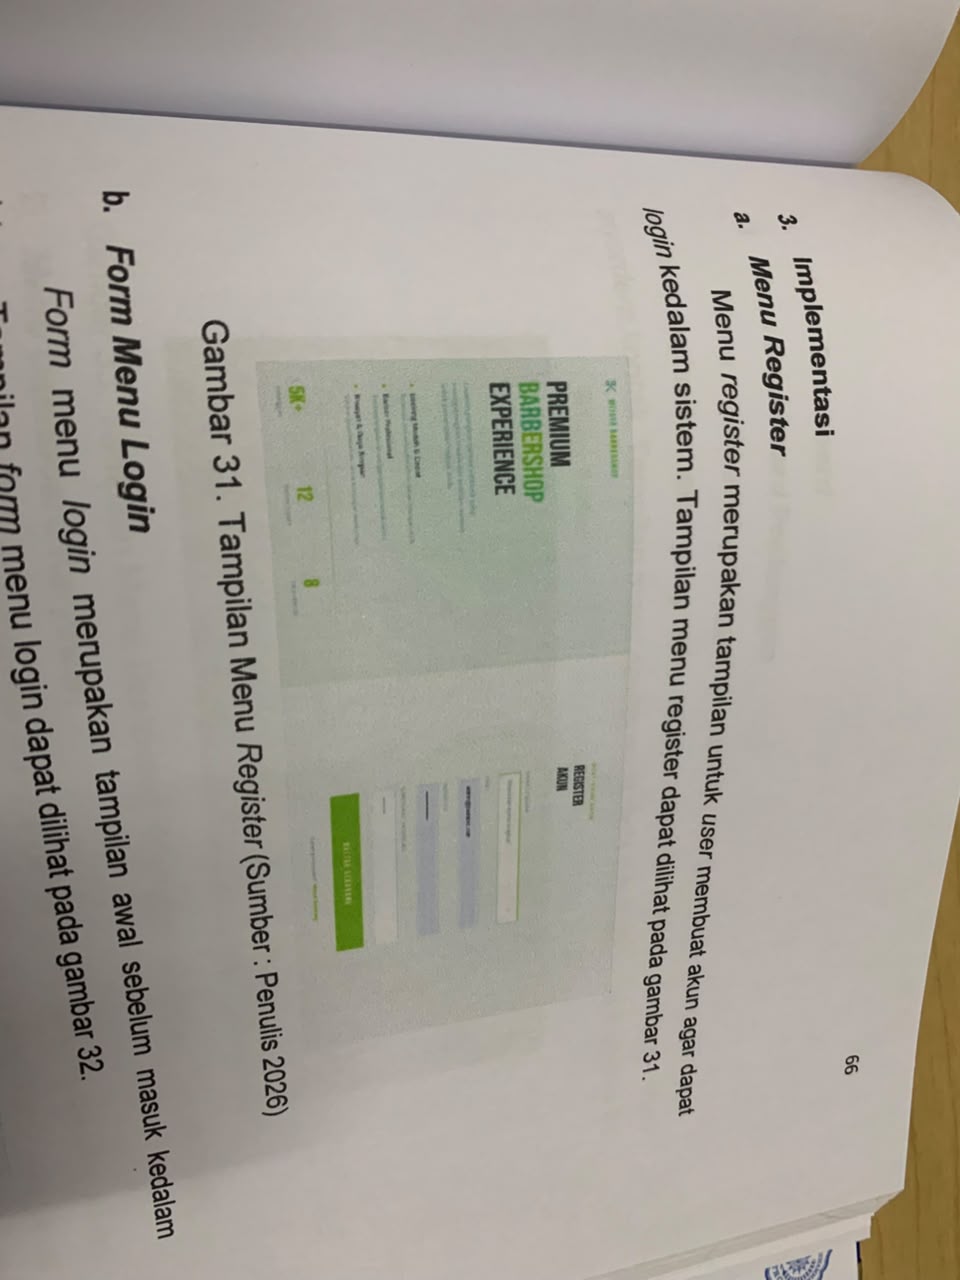 66
3. Implementasi
a. Menu Register
Menu register merupakan tampilan untuk user membuat akun agar dapat
login kedalam sistem. Tampilan menu register dapat dilihat pada gambar 31.
PREMIUM
BARBERSHOP
EXPERIENCE
5K+
12
8
REGISTER
AKUN
Gambar 31. Tampilan Menu Register (Sumber : Penulis 2026)
b. Form Menu Login
Form menu login merupakan tampilan awal sebelum masuk kedalam
form menu login dapat dilihat pada gambar 32.